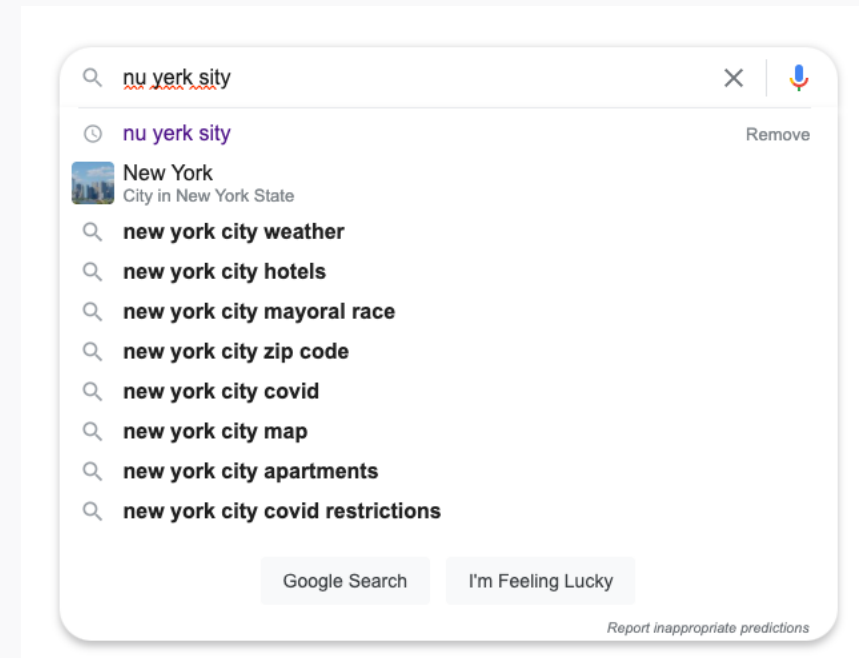 nu yerk sity
nu yerk sity Remove
New York
City in New York State
new york city weather
new york city hotels
new york city mayoral race
new york city zip code
new york city covid
new york city map
new york city apartments
new york city covid restrictions
Google Search I'm Feeling Lucky
Report inappropriate predictions